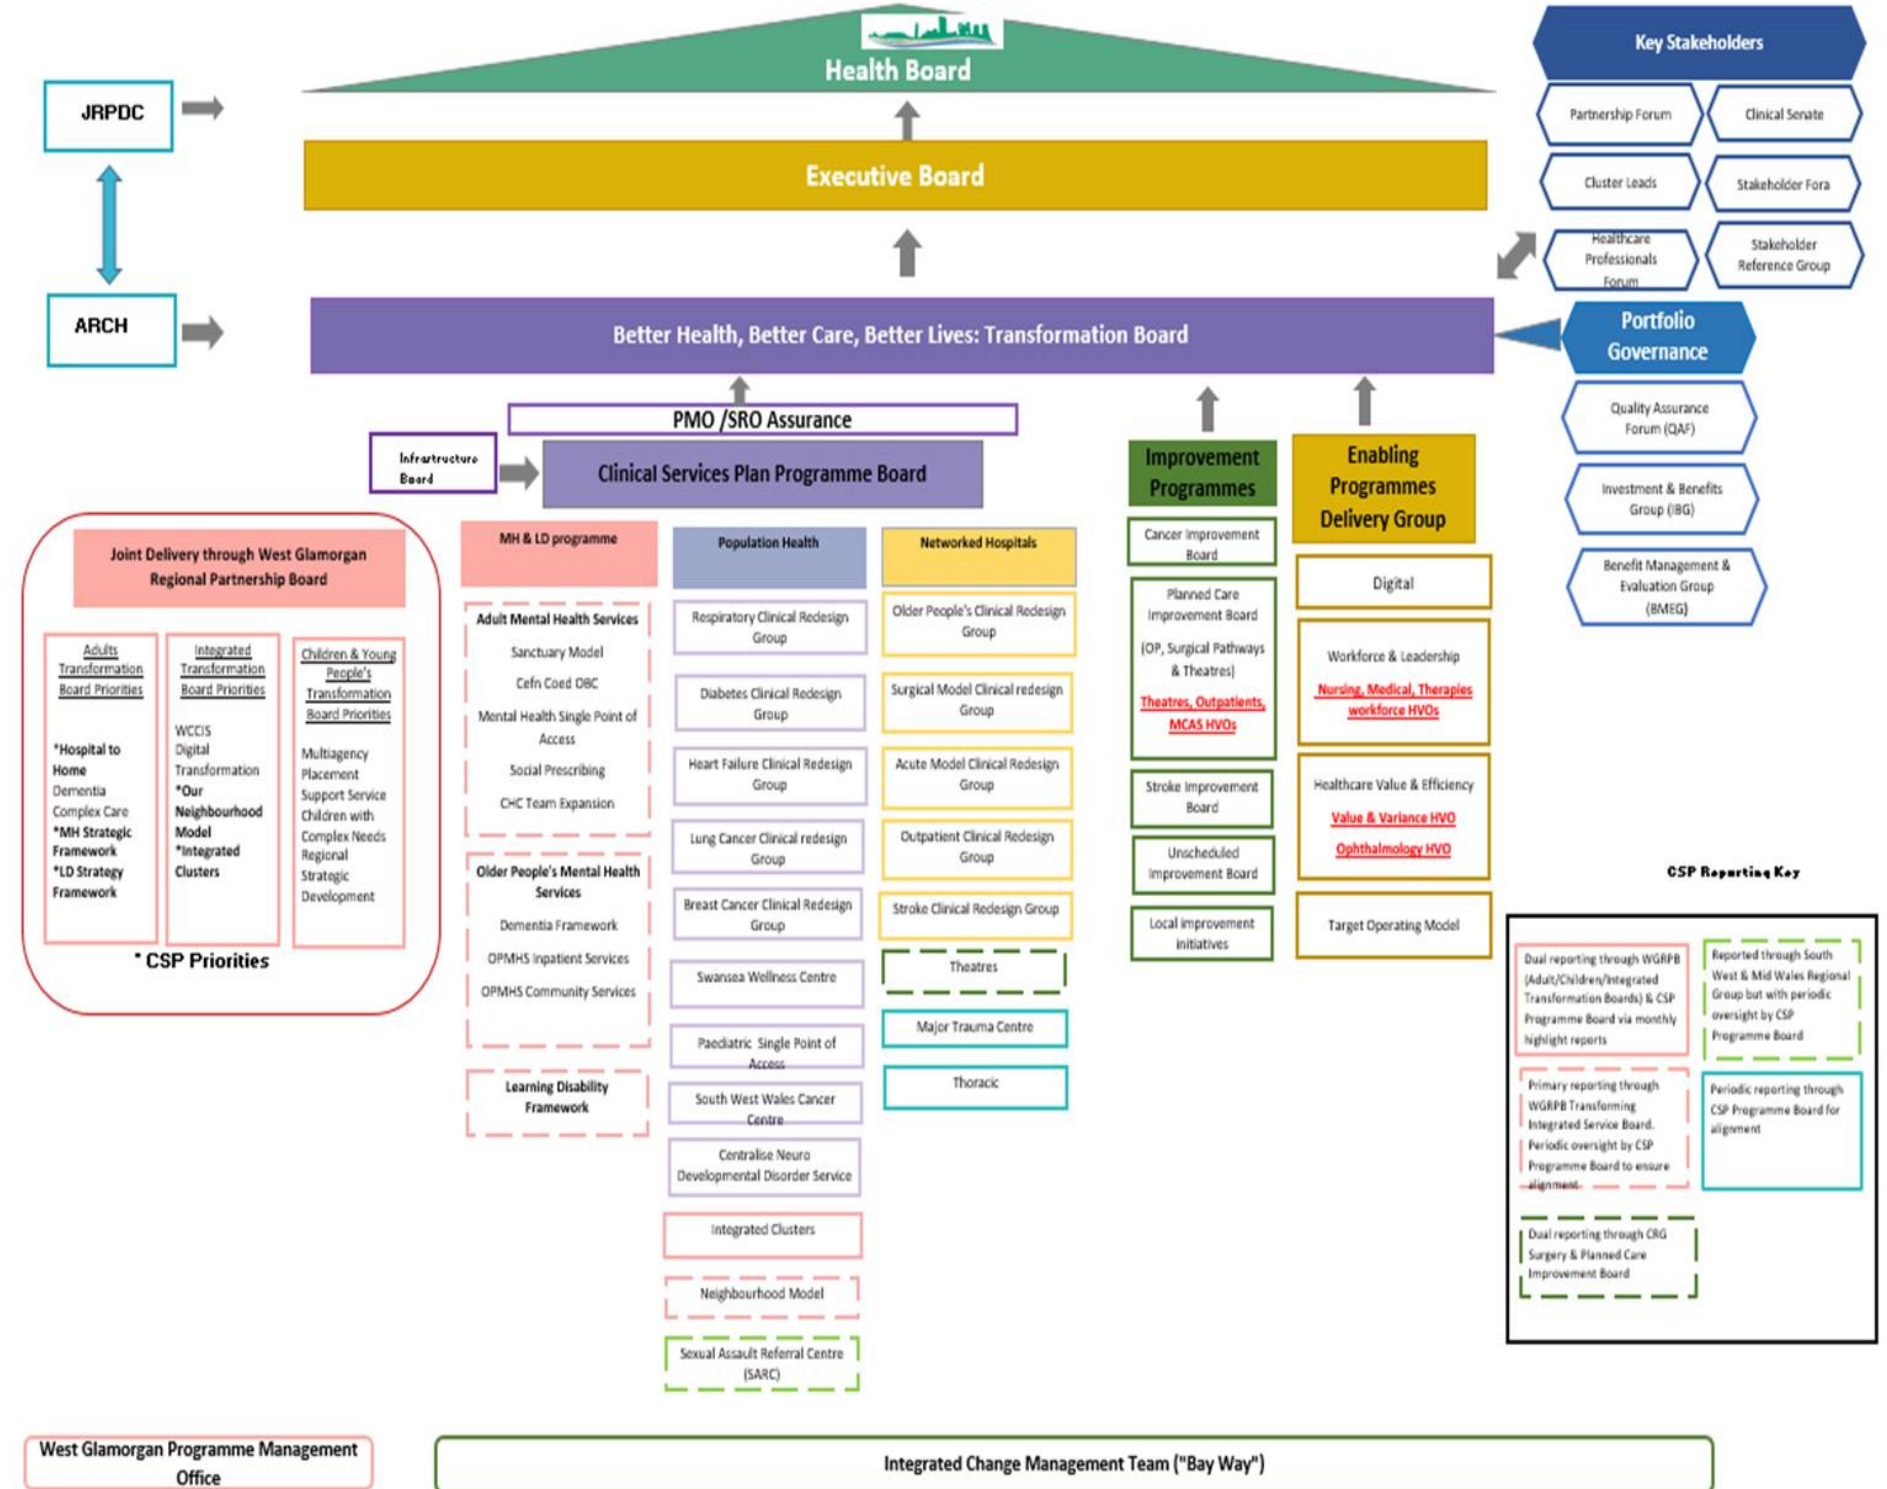 Health Board
JRPDC
Executive Board
ARCH
Better Health, Better Care, Better Lives: Transformation Board
Key Stakeholders
Partnership Forum
Clinical Senate
Cluster Leads
Stakeholder Fora
Healthcare
Professionals
Forum
Stakeholder
Reference Group
Portfolio
Governance
Quality Assurance
Forum (QAF)
Investment & Benefits
Group (IBG)
Benefit Management &
Evaluation Group
(BMEG)
PMO /SRO Assurance
Infrartructure
Board
Clinical Services Plan Programme Board
Joint Delivery through West Glamorgan
Regional Partnership Board
Adults
Transformation
Board Priorities
*Hospital to
Home
Dementia
Complex Care
*MH Strategic
Framework
*LD Strategy
Framework
Integrated
Transformation
Board Priorities
WCCIS
Digital
Transformation
*Our
Neighbourhood
Model
*Integrated
Clusters
Children & Young
People's
Transformation
Board Priorities
Multiagency
Placement
Support Service
Children with
Complex Needs
Regional
Strategic
Development
* CSP Priorities
MH & LD programme
Adult Mental Health Services
Sanctuary Model
Cefn Coed OBC
Mental Health Single Point of
Access
Social Prescribing
CHC Team Expansion
Older People's Mental Health
Services
Dementia Framework
OPMHS Inpatient Services
OPMHS Community Services
Learning Disability
Framework
Population Health
Respiratory Clinical Redesign
Group
Diabetes Clinical Redesign
Group
Heart Failure Clinical Redesign
Group
Lung Cancer Clinical redesign
Group
Breast Cancer Clinical Redesign
Group
Swansea Wellness Centre
Paediatric Single Point of
Access
South West Wales Cancer
Centre
Centralise Neuro
Developmental Disorder Service
Integrated Clusters
Neighbourhood Model
Sexual Assault Referral Centre
(SARC)
Networked Hospitals
Older People's Clinical Redesign
Group
Surgical Model Clinical redesign
Group
Acute Model Clinical Redesign
Group
Outpatient Clinical Redesign
Group
Stroke Clinical Redesign Group
Theatres
Major Trauma Centre
Thoracic
Improvement
Programmes
Cancer Improvement
Board
Planned Care
Improvement Board
(OP, Surgical Pathways
& Theatres)
Theatres, Outpatients,
MCAS HVOs
Stroke Improvement
Board
Unscheduled
Improvement Board
Local improvement
initiatives
Enabling
Programmes
Delivery Group
Digital
Workforce & Leadership
Nursing, Medical, Therapies
workforce HVOs
Healthcare Value & Efficiency
Value & Variance HVO
Ophthalmology HVO
Target Operating Model
CSP Reporting Key
Dual reporting through WGRPB
(Adult/Children/Integrated
Transformation Boards) & CSP
Programme Board via monthly
highlight reports
Reported through South
West & Mid Wales Regional
Group but with periodic
oversight by CSP
Programme Board
Primary reporting through
WGRPB Transforming
Integrated Service Board.
Periodic oversight by CSP
Programme Board to ensure
alignment
Periodic reporting through
CSP Programme Board for
alignment
Dual reporting through CRG
Surgery & Planned Care
Improvement Board
West Glamorgan Programme Management
Office
Integrated Change Management Team ("Bay Way")